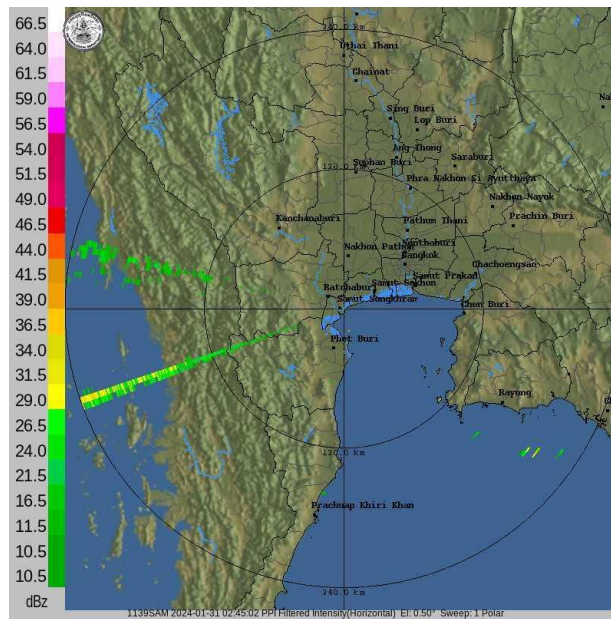 66.5
64.0
61.5
59.0
56.5
54.0
51.5
49.0
46.5
44.0
41.5
39.0
36.5
34.0
31.5
29.0
26.5
24.0
21.5
16.5
11.5
10.5
10.5
dBz
240.0 km
Uthai Thani
Chainat
Sing Buri
Lop Buri
Ang Thong
Saraburi
120.0 km
Suphan Buri
Phra Nakhon Si Ayutthaya
Nakhon Nayok
Prachin Buri
Kanchanaburi
Pathum Thani
Nonthaburi
Nakhon Pathom
Bangkok
Chachoengsao
Samut Prakan
Ratchaburi
Samut Sakhon
Samut Songkhram
Chon Buri
Phet Buri
Rayong
120.0 km
Prachuap Khiri Khan
240.0 km
1139SAM 2024-01-31 02:45:02 PPI Filtered Intensity(Horizontal) El: 0.50° Sweep: 1 Polar